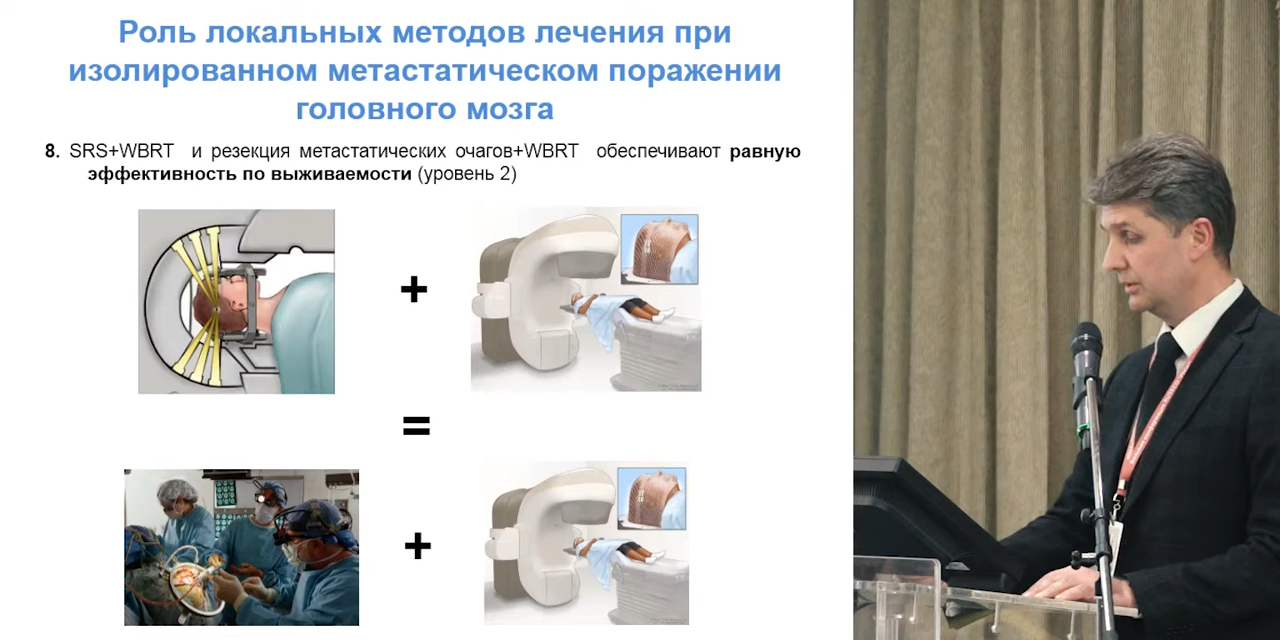 Роль локальных методов лечения при
изолированном метастатическом поражении
головного мозга
8. SRS+WBRT и резекция метастатических очагов+WBRT обеспечивают равную
эффективность по выживаемости (уровень 2)
+
=
+